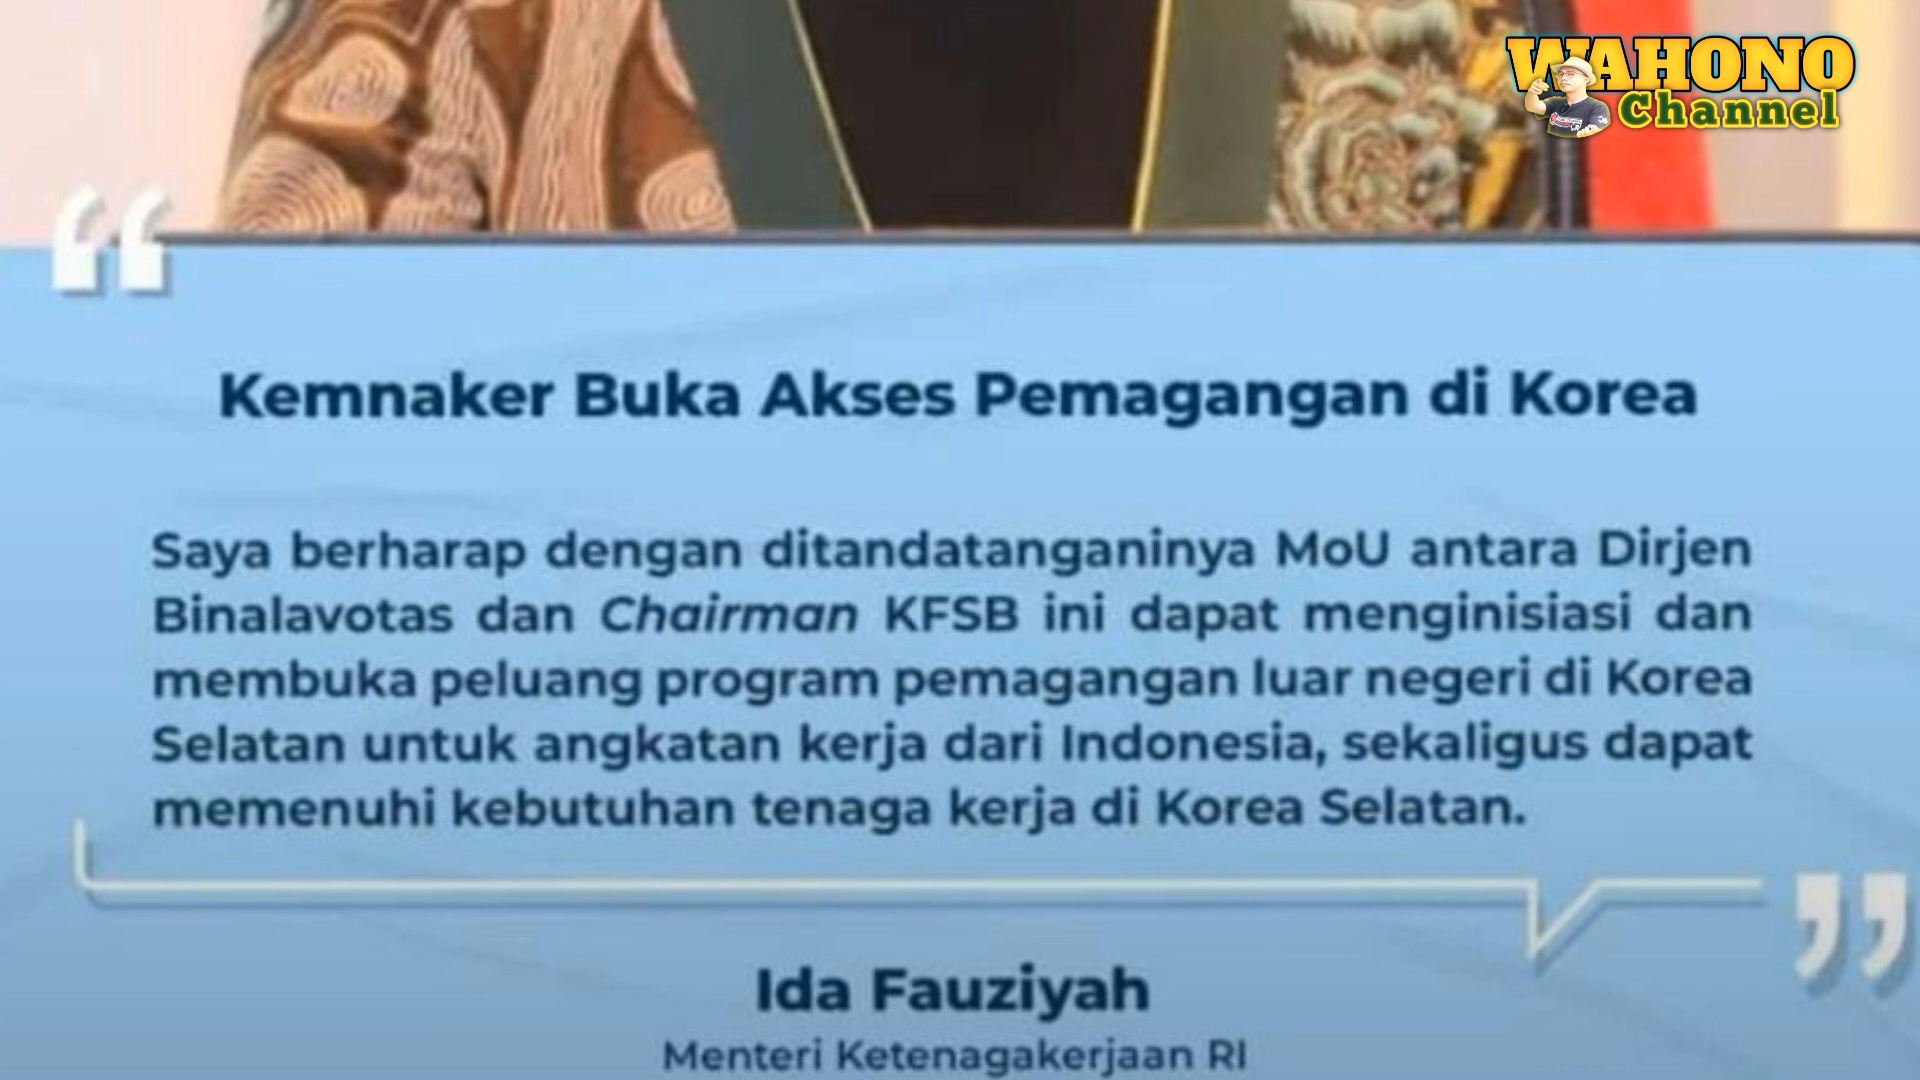 WAHONO
Channel
Kemnaker Buka Akses Pemagangan di Korea
Saya berharap dengan ditandatanganinya MoU antara Dirjen
Binalavotas dan Chairman KFSB ini dapat menginisiasi dan
membuka peluang program pemagangan luar negeri di Korea
Selatan untuk angkatan kerja dari Indonesia, sekaligus dapat
memenuhi kebutuhan tenaga kerja di Korea Selatan.
Ida Fauziyah
Menteri Ketenagakerjaan RI